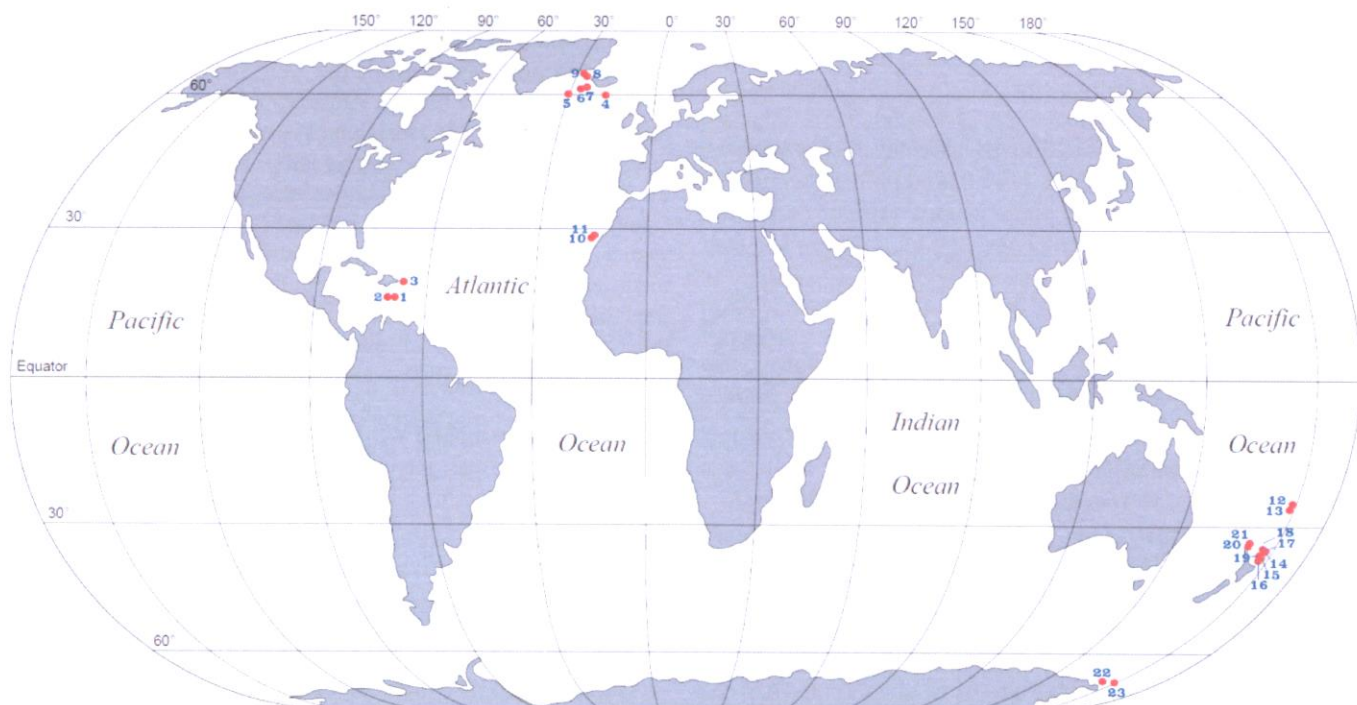 150° 120° 90° 60° 30° 0° 30° 60° 90° 120° 150° 180°
9 8
60°
5 6 7 4
30°
11
10
3
Atlantic
2 1
Pacific Pacific
Equator
Indian
Ocean Ocean Ocean
Ocean
12
13
30°
21 18
20 17
19 14
15
16
60°
22
23